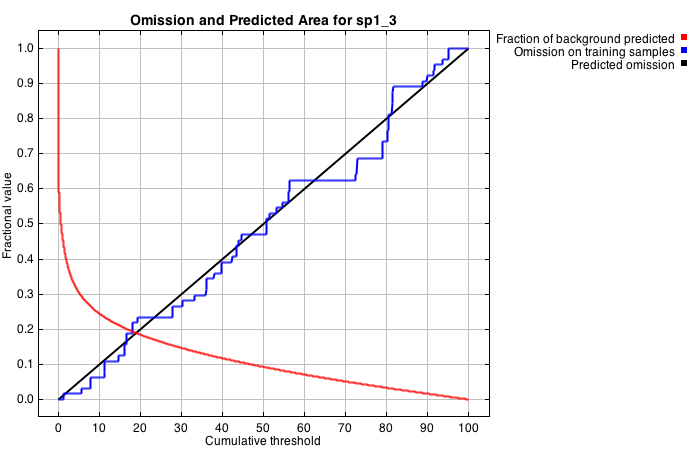 Omission and Predicted Area for sp1_3
Fraction of background predicted
Omission on training samples
Predicted omission
Fractional value
1.0
0.9
0.8
0.7
0.6
0.5
0.4
0.3
0.2
0.1
0.0
0 10 20 30 40 50 60 70 80 90 100
Cumulative threshold